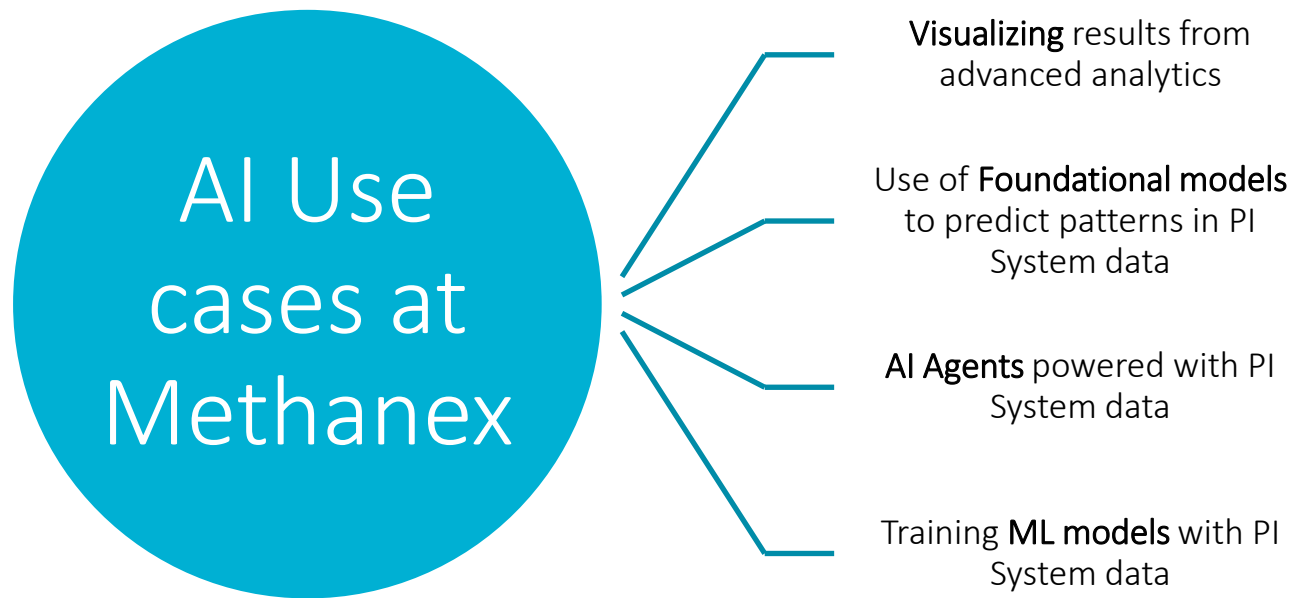 AI Use
cases at
Methanex
Visualizing results from
advanced analytics
Use of Foundational models
to predict patterns in PI
System data
AI Agents powered with PI
System data
Training ML models with PI
System data